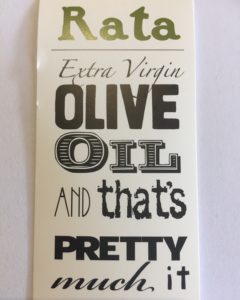 Rata
Extra Virgin
OLIVE
OIL
AND that's
PRETTY
much it